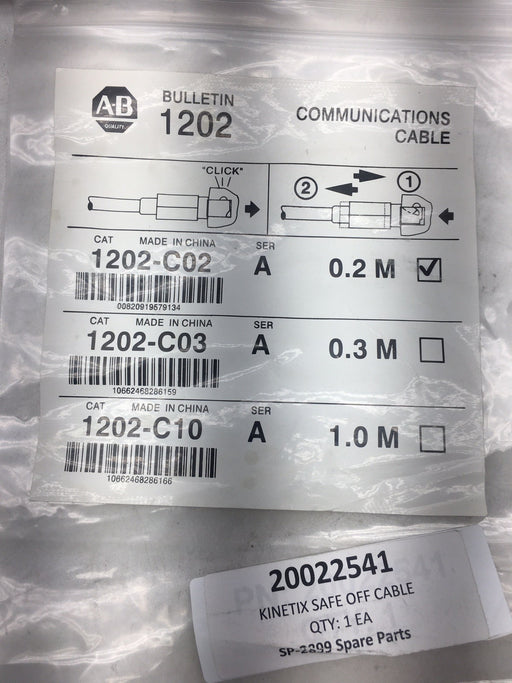 A-B
QUALITY
BULLETIN
1202
COMMUNICATIONS
CABLE
"CLICK"
2
1
CAT MADE IN CHINA SER
1202-C02 A 0.2 M
00820919579134
CAT MADE IN CHINA SER
1202-C03 A 0.3 M
10662468286159
CAT MADE IN CHINA SER
1202-C10 A 1.0 M
10662468286166
20022541
KINETIX SAFE OFF CABLE
QTY: 1 EA
SP-2899 Spare Parts